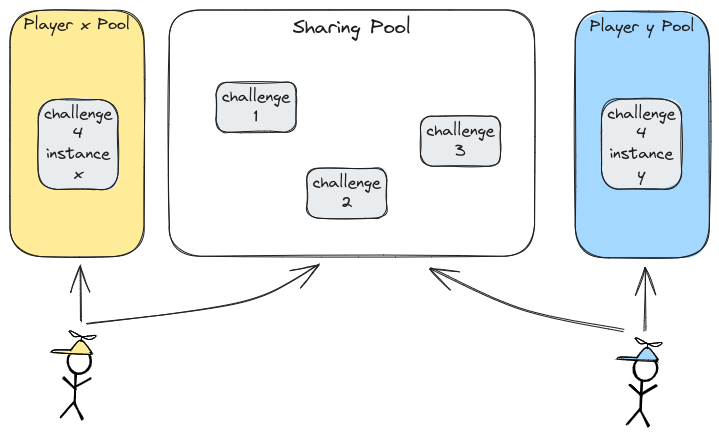 Player x Pool
challenge
4
instance
x
Sharing Pool
challenge
1
challenge
2
challenge
3
Player y Pool
challenge
4
instance
y